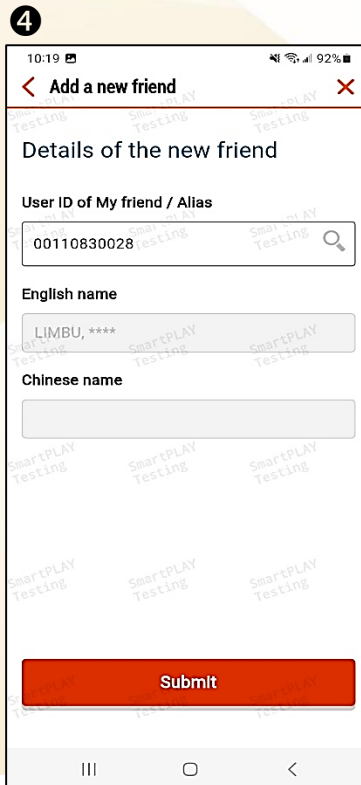 4
10:19 92%
Add a new friend
Details of the new friend
User ID of My friend / Alias
00110830028
English name
LIMBU, ****
Chinese name
Submit
SmartPLAY Testing